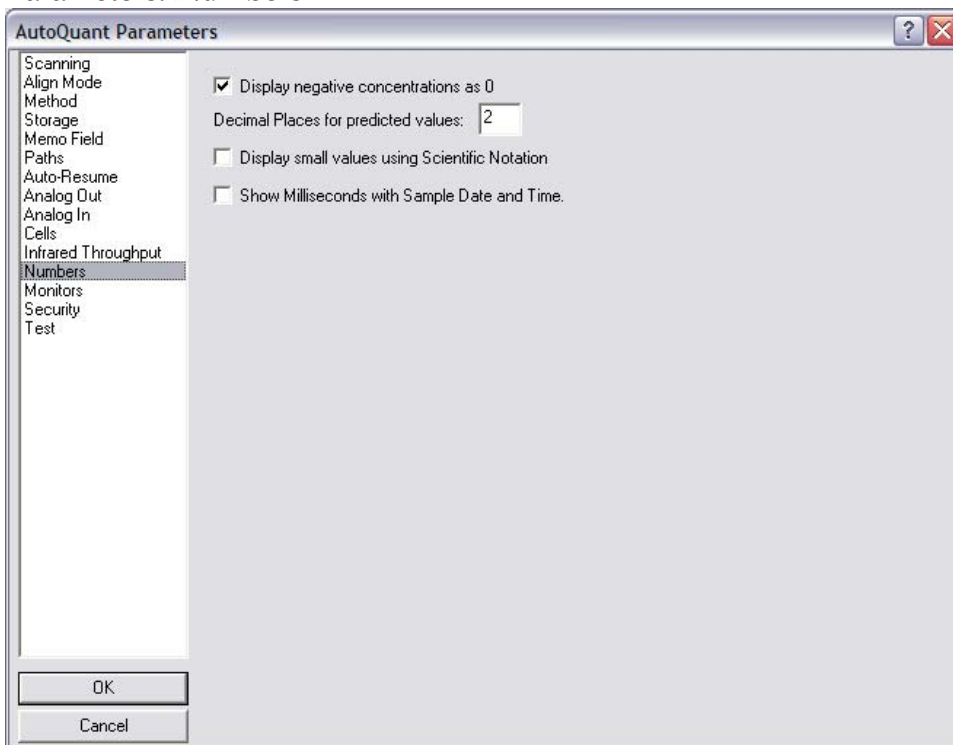 AutoQuant Parameters
Scanning
Align Mode
Method
Storage
Memo Field
Paths
Auto-Resume
Analog Out
Analog In
Cells
Infrared Throughput
Numbers
Monitors
Security
Test
Display negative concentrations as 0
Decimal Places for predicted values: 2
Display small values using Scientific Notation
Show Milliseconds with Sample Date and Time.
OK
Cancel